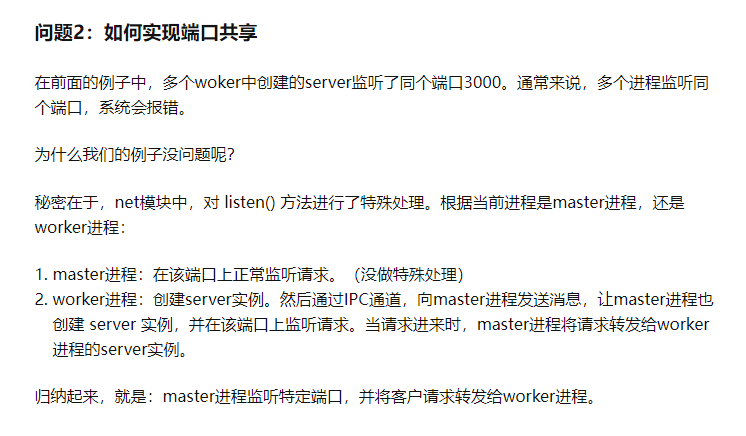 问题2：如何实现端口共享
在前面的例子中，多个woker中创建的server监听了同个端口3000。通常来说，多个进程监听同
个端口，系统会报错。
为什么我们的例子没问题呢？
秘密在于，net模块中，对 listen() 方法进行了特殊处理。根据当前进程是master进程，还是
worker进程：
1. master进程：在该端口上正常监听请求。（没做特殊处理）
2. worker进程：创建server实例。然后通过IPC通道，向master进程发送消息，让master进程也
创建 server 实例，并在该端口上监听请求。当请求进来时，master进程将请求转发给worker
进程的server实例。
归纳起来，就是：master进程监听特定端口，并将客户请求转发给worker进程。